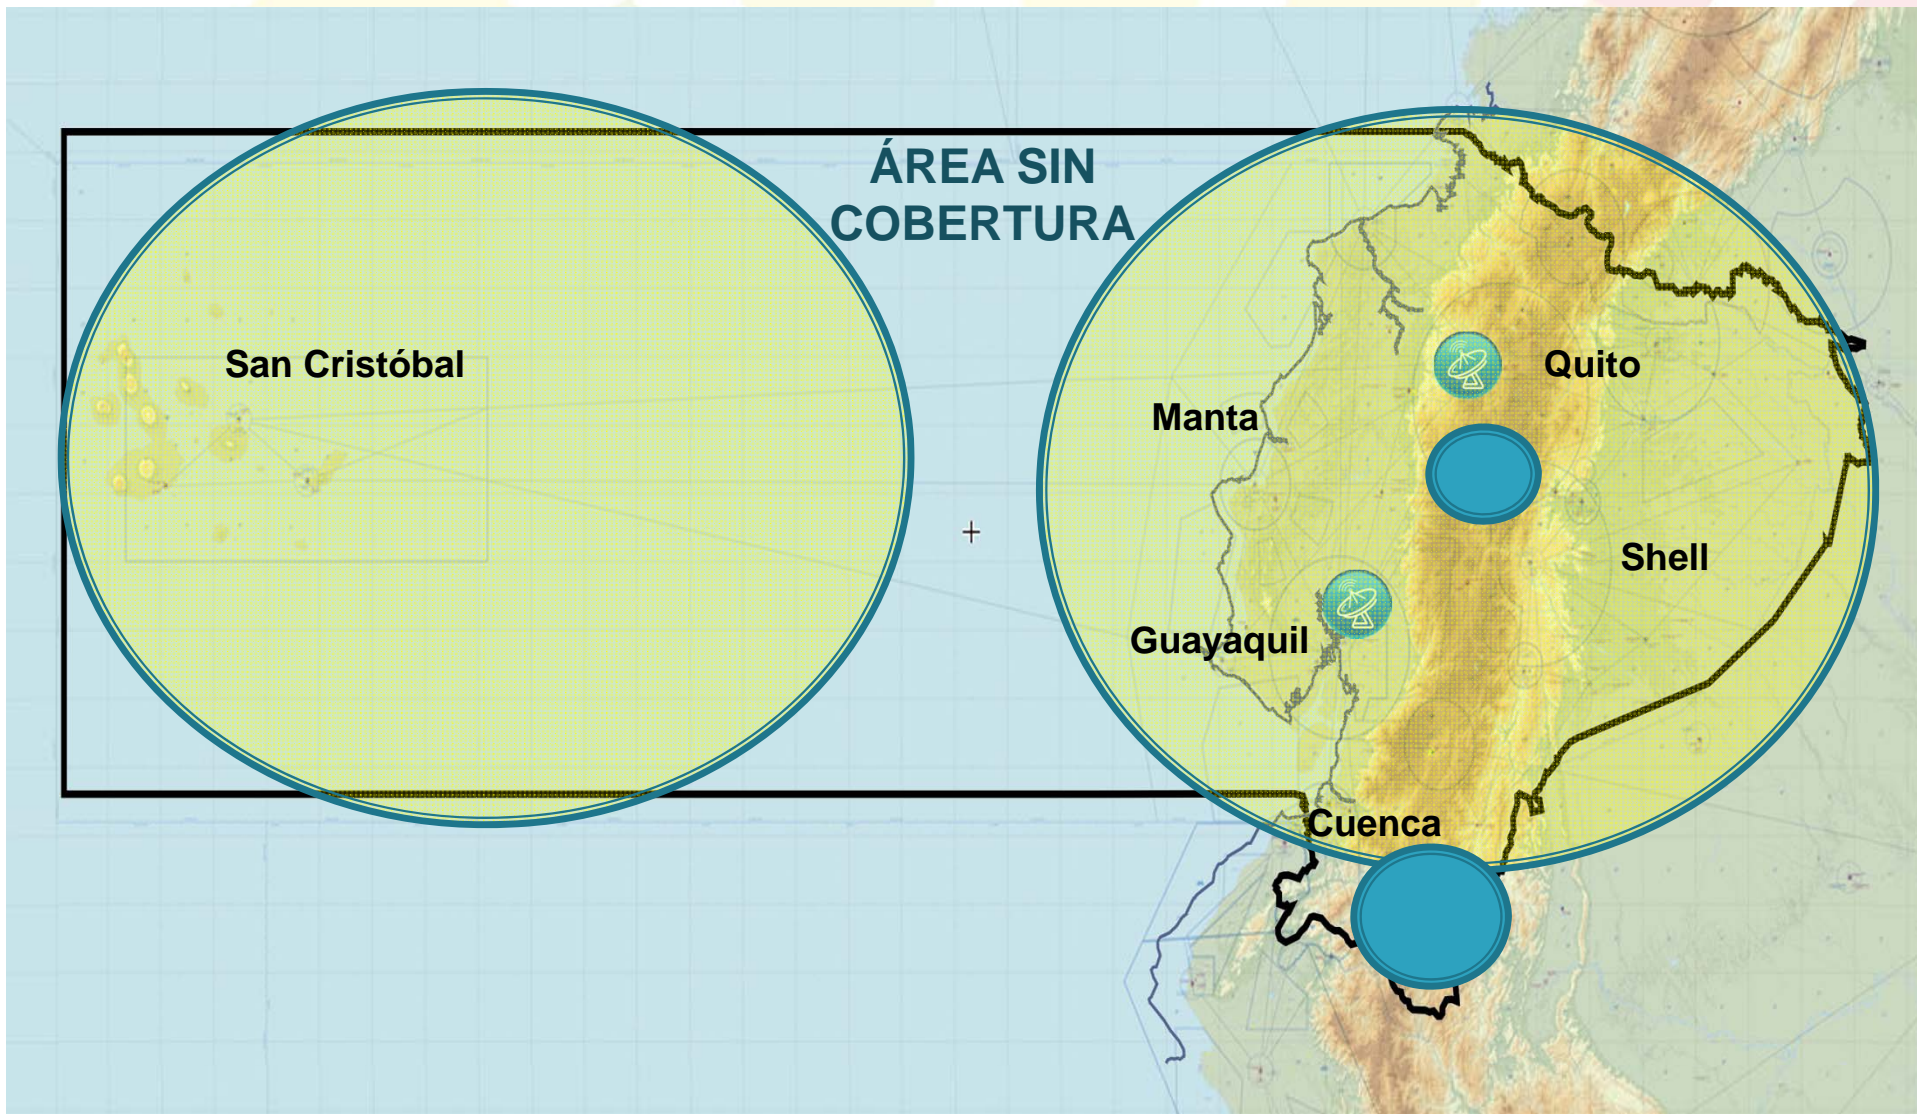 ÁREA SIN
COBERTURA
San Cristóbal
Quito
Manta
Shell
Guayaquil
Cuenca